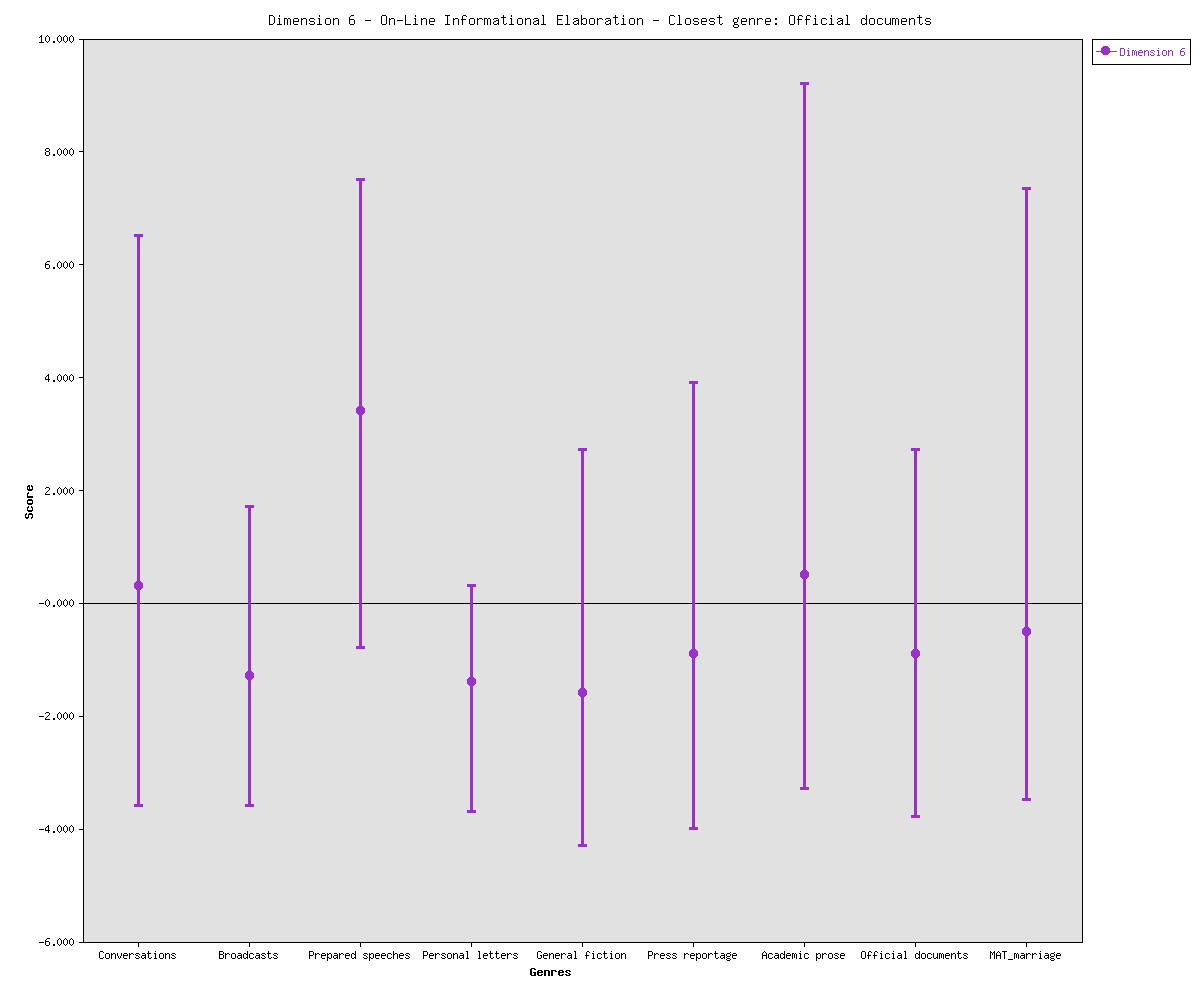 Dimension 6 - On-Line Informational Elaboration - Closest genre: Official documents
10.000
Dimension 6
8.000
6.000
4.000
2.000
Score
-0.000
-2.000
-4.000
-6.000
Conversations Broadcasts Prepared speeches Personal letters General fiction Press reportage Academic prose Official documents MAT_marriage
Genres